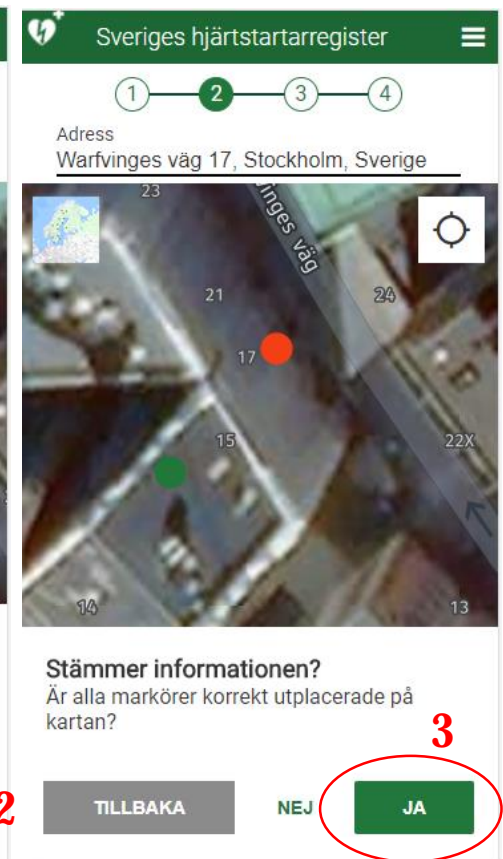 Sveriges hjärtstartarregister
1 2 3 4
Adress
Warfvinges väg 17, Stockholm, Sverige
23
vinges väg
21
24
17
15
22X
14
13
Stämmer informationen?
Är alla markörer korrekt utplacerade på
kartan?
3
2
TILLBAKA NEJ JA